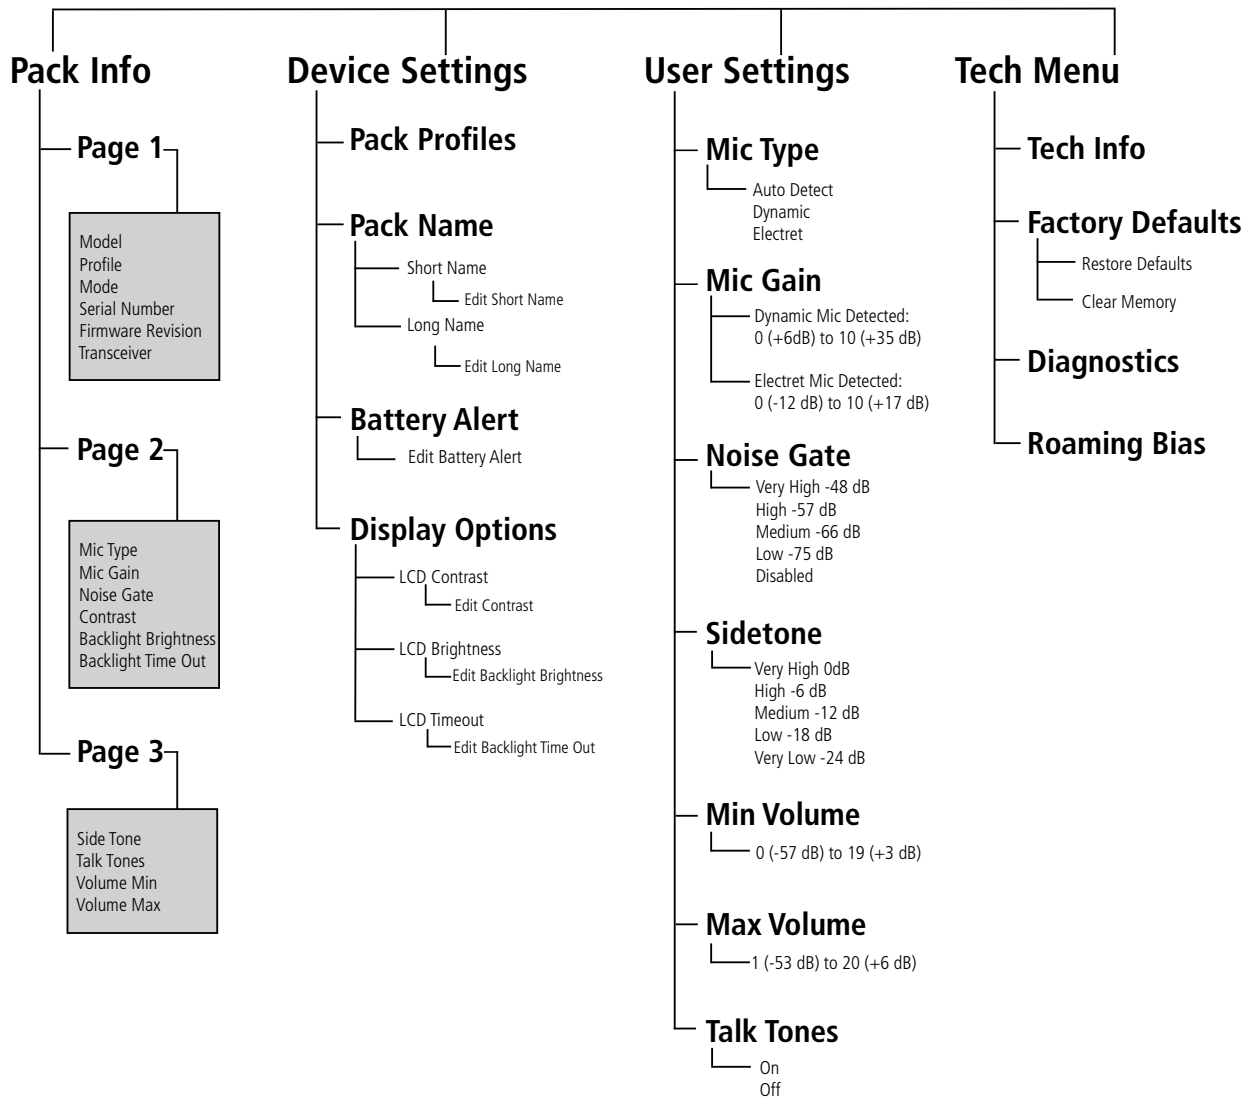 Pack Info
Page 1
Model
Profile
Mode
Serial Number
Firmware Revision
Transceiver
Page 2
Mic Type
Mic Gain
Noise Gate
Contrast
Backlight Brightness
Backlight Time Out
Page 3
Side Tone
Talk Tones
Volume Min
Volume Max
Device Settings
Pack Profiles
Pack Name
Short Name
Edit Short Name
Long Name
Edit Long Name
Battery Alert
Edit Battery Alert
Display Options
LCD Contrast
Edit Contrast
LCD Brightness
Edit Backlight Brightness
LCD Timeout
Edit Backlight Time Out
User Settings
Mic Type
Auto Detect
Dynamic
Electret
Mic Gain
Dynamic Mic Detected:
0 (+6dB) to 10 (+35 dB)
Electret Mic Detected:
0 (-12 dB) to 10 (+17 dB)
Noise Gate
Very High -48 dB
High -57 dB
Medium -66 dB
Low -75 dB
Disabled
Sidetone
Very High 0dB
High -6 dB
Medium -12 dB
Low -18 dB
Very Low -24 dB
Min Volume
0 (-57 dB) to 19 (+3 dB)
Max Volume
1 (-53 dB) to 20 (+6 dB)
Talk Tones
On
Off
Tech Menu
Tech Info
Factory Defaults
Restore Defaults
Clear Memory
Diagnostics
Roaming Bias